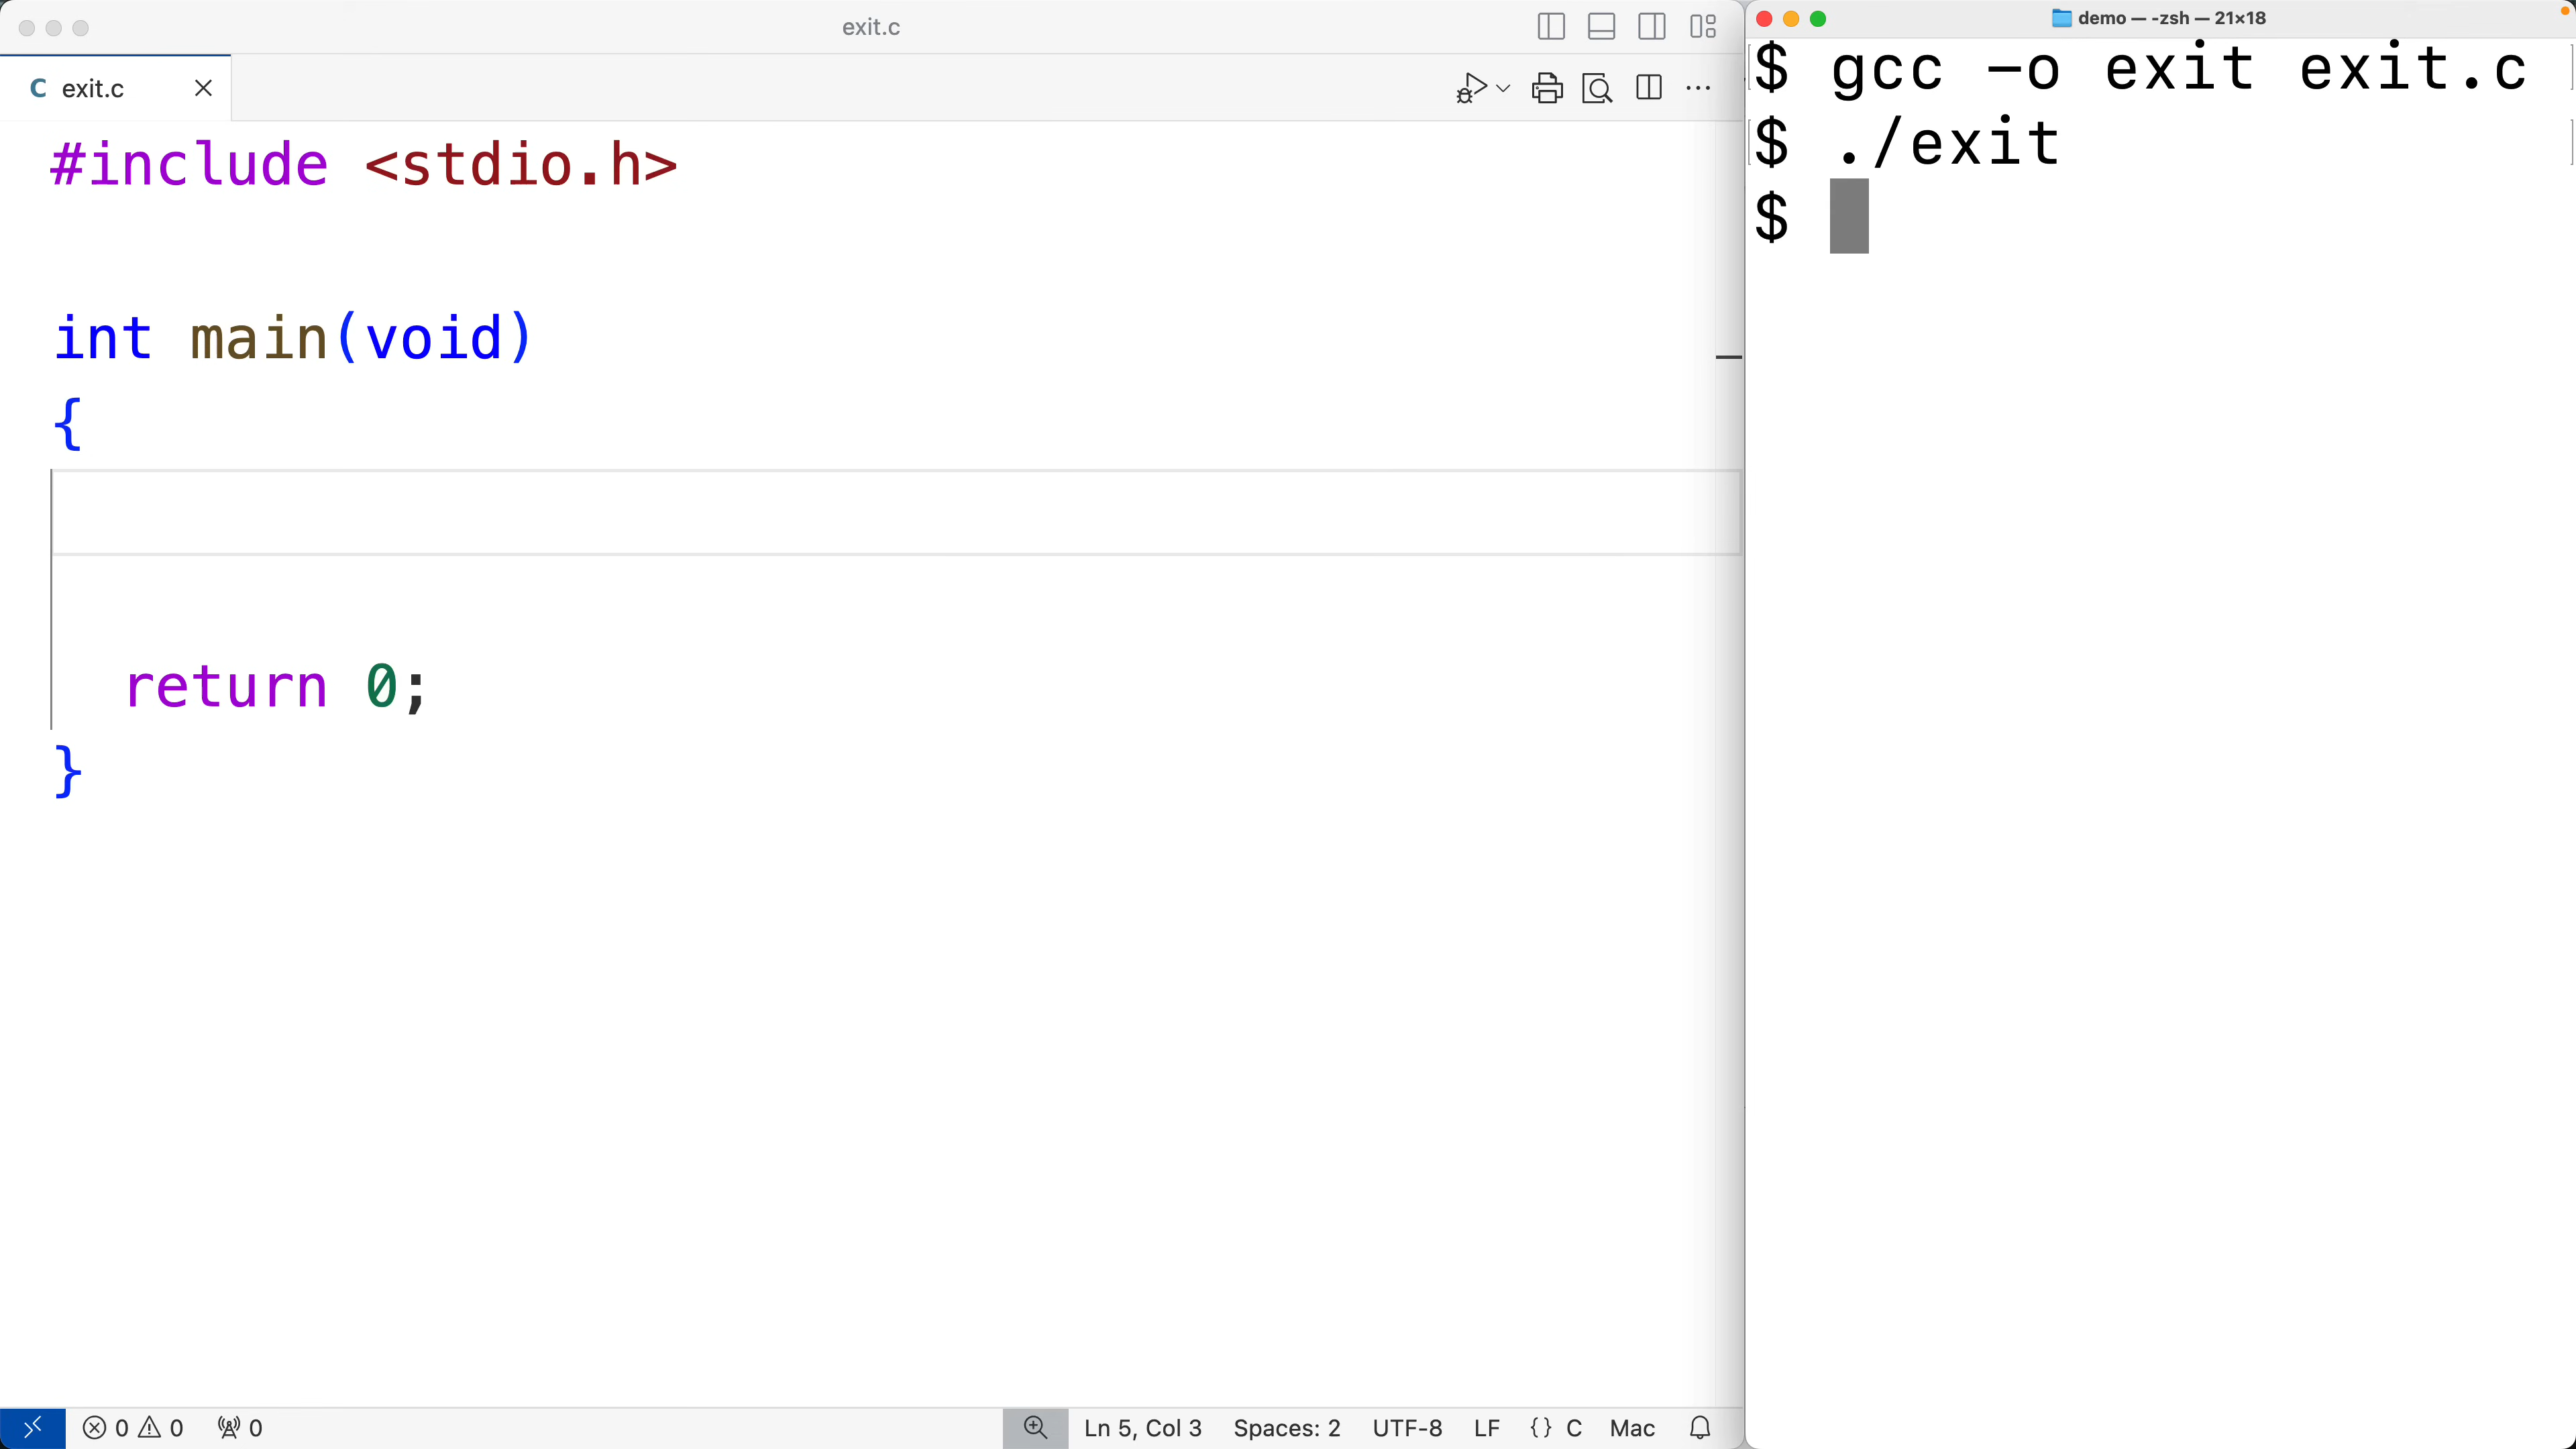 exit.c
C exit.c
#include <stdio.h>
int main(void)
{
return 0;
}
0 0 0
Ln 5, Col 3 Spaces: 2 UTF-8 LF {} C Mac
demo — -zsh — 21×18
$ gcc -o exit exit.c
$ ./exit
$